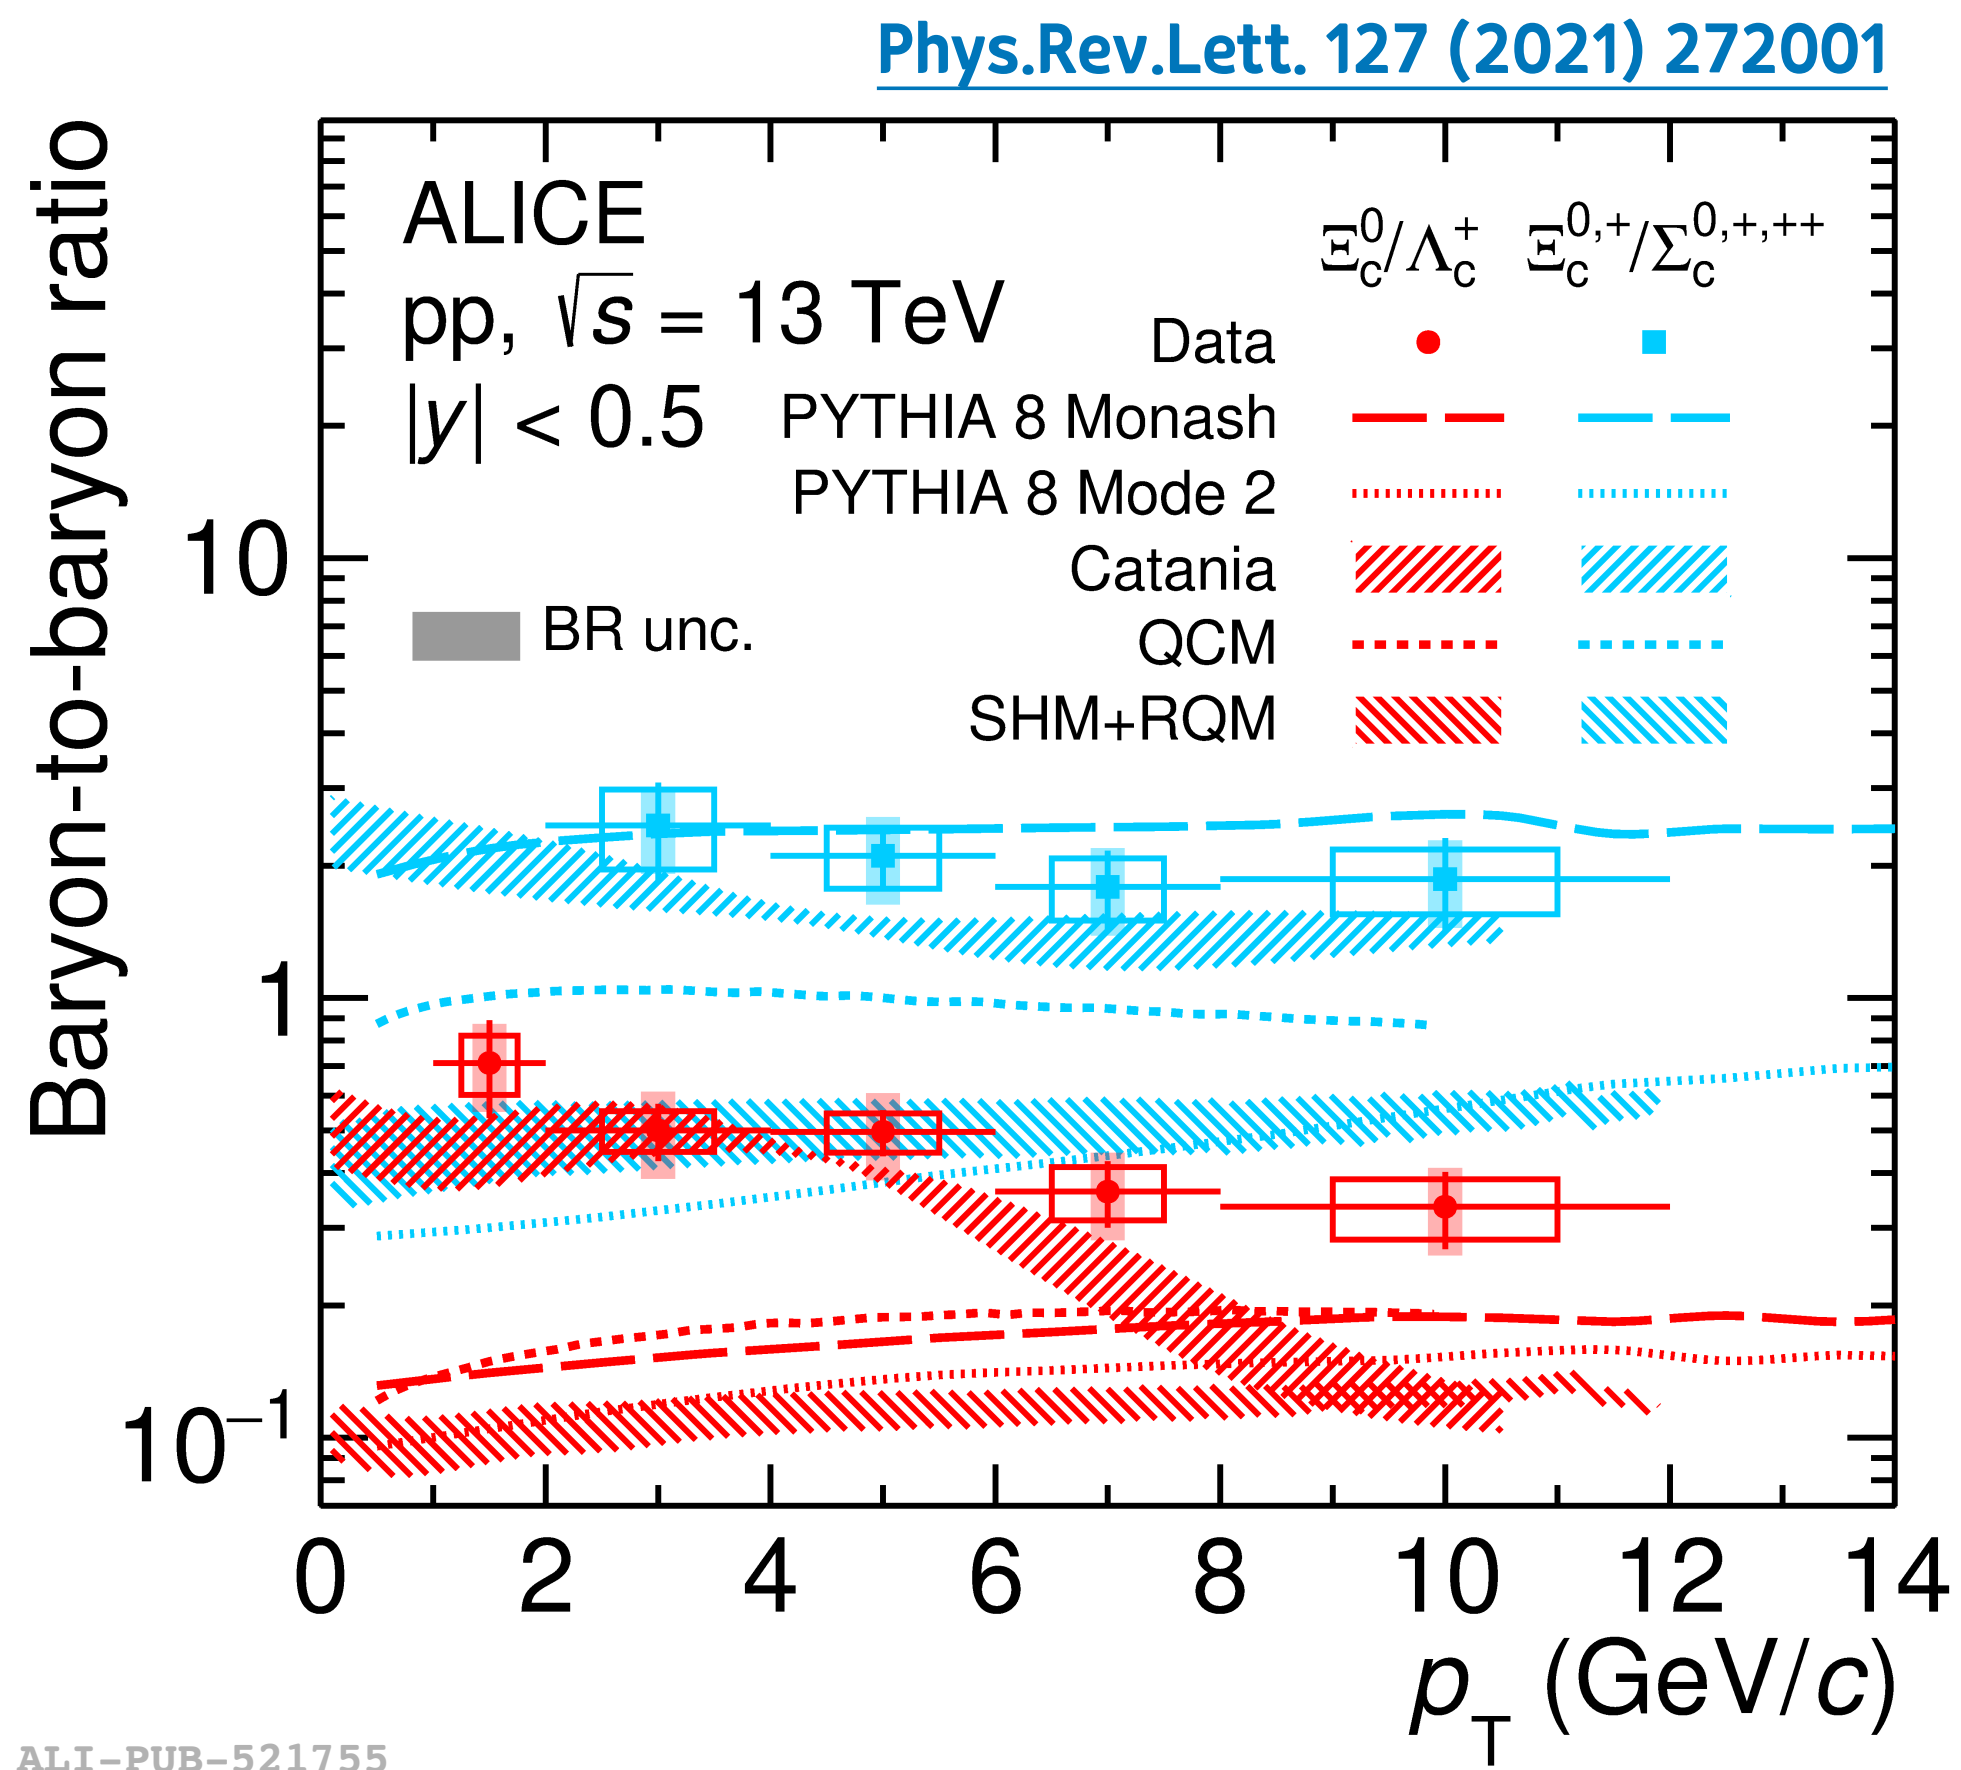 Phys.Rev.Lett. 127 (2021) 272001
Baryon-to-baryon ratio
ALICE
pp, √s = 13 TeV
|y| < 0.5
Ξc⁰/Λc⁺ Ξc⁰,⁺/Σc⁰,⁺,⁺⁺
Data
PYTHIA 8 Monash
PYTHIA 8 Mode 2
Catania
QCM
SHM+RQM
BR unc.
10
1
10⁻¹
0 2 4 6 8 10 12 14
pT (GeV/c)
ALI-PUB-521755